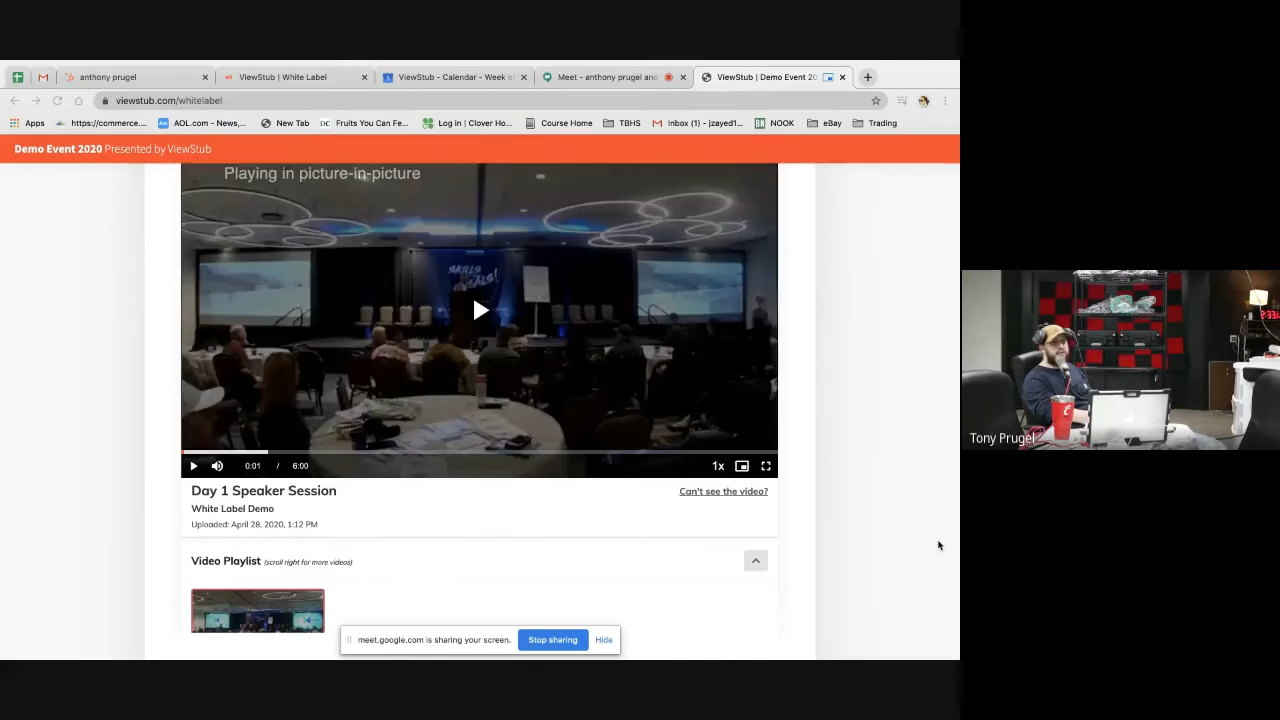 anthony prugel
ViewStub | White Label
ViewStub - Calendar - Week o
Meet - anthony prugel and
ViewStub | Demo Event 20
viewstub.com/whitelabel
Apps
https://commerce....
AOL.com - News,...
New Tab
DC Fruits You Can Fe...
Log in | Clover Ho...
Course Home
TBHS
Inbox (1) - jzayed1...
NOOK
eBay
Trading
Demo Event 2020 Presented by ViewStub
Playing in picture-in-picture
SKILLS
0:01 / 6:00
1x
Day 1 Speaker Session
Can't see the video?
White Label Demo
Uploaded: April 28, 2020, 1:12 PM
Video Playlist (scroll right for more videos)
meet.google.com is sharing your screen.
Stop sharing
Hide
Tony Prugel